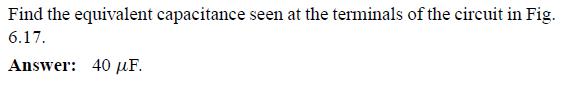 Find the equivalent capacitance seen at the terminals of the circuit in Fig.
6.17.
Answer: 40 μF.